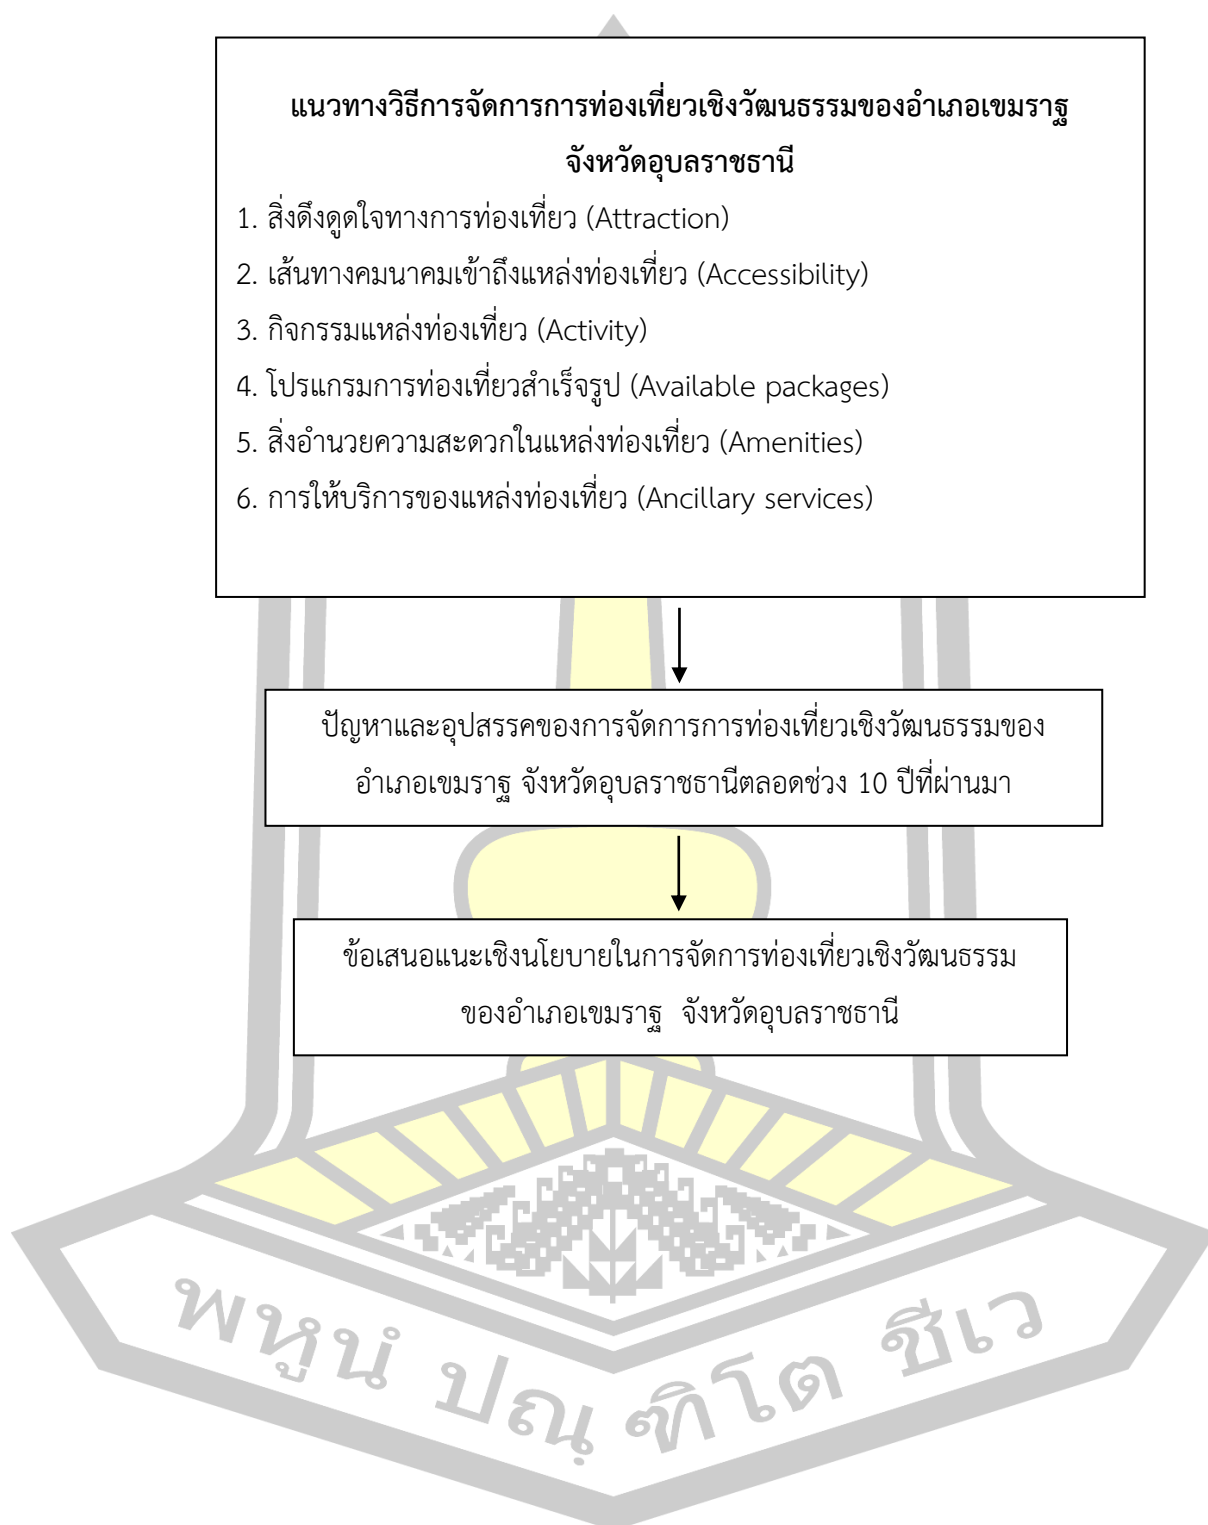 แนวทางวิธีการจัดการการท่องเที่ยวเชิงวัฒนธรรมของอำเภอเขมราฐ
จังหวัดอุบลราชธานี
1. สิ่งดึงดูดใจทางการท่องเที่ยว (Attraction)
2. เส้นทางคมนาคมเข้าถึงแหล่งท่องเที่ยว (Accessibility)
3. กิจกรรมแหล่งท่องเที่ยว (Activity)
4. โปรแกรมการท่องเที่ยวสำเร็จรูป (Available packages)
5. สิ่งอำนวยความสะดวกในแหล่งท่องเที่ยว (Amenities)
6. การให้บริการของแหล่งท่องเที่ยว (Ancillary services)
ปัญหาและอุปสรรคของการจัดการการท่องเที่ยวเชิงวัฒนธรรมของ
อำเภอเขมราฐ จังหวัดอุบลราชธานีตลอดช่วง 10 ปีที่ผ่านมา
ข้อเสนอแนะเชิงนโยบายในการจัดการท่องเที่ยวเชิงวัฒนธรรม
ของอำเภอเขมราฐ จังหวัดอุบลราชธานี
พหูนํ ปณฺฑิโต ชีเว